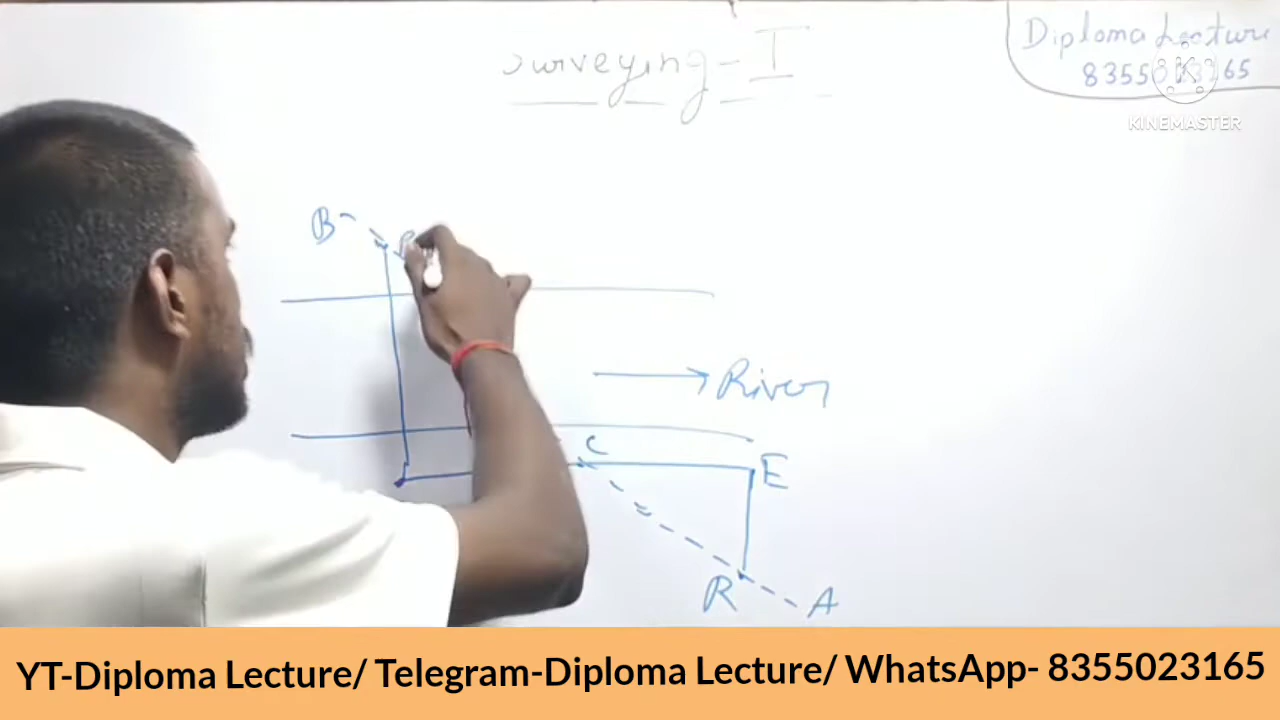 Surveying - I
Diploma Lecture
KINEMASTER
B
River
C
E
R
A
YT-Diploma Lecture/ Telegram-Diploma Lecture/ WhatsApp- 8355023165